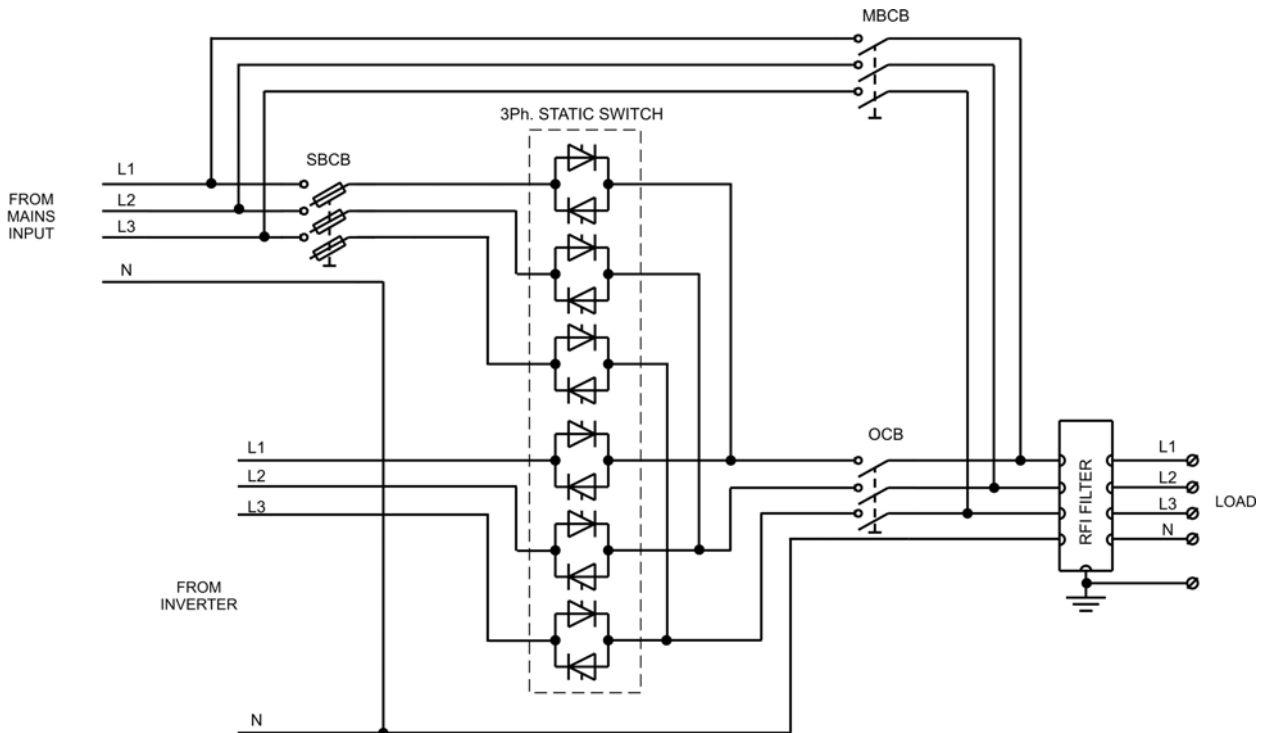 MBCB
3Ph. STATIC SWITCH
SBCB
L1
L2
L3
N
FROM
MAINS
INPUT
OCB
L1
L2
L3
FROM
INVERTER
N
RFI FILTER
L1
L2
L3
N
LOAD